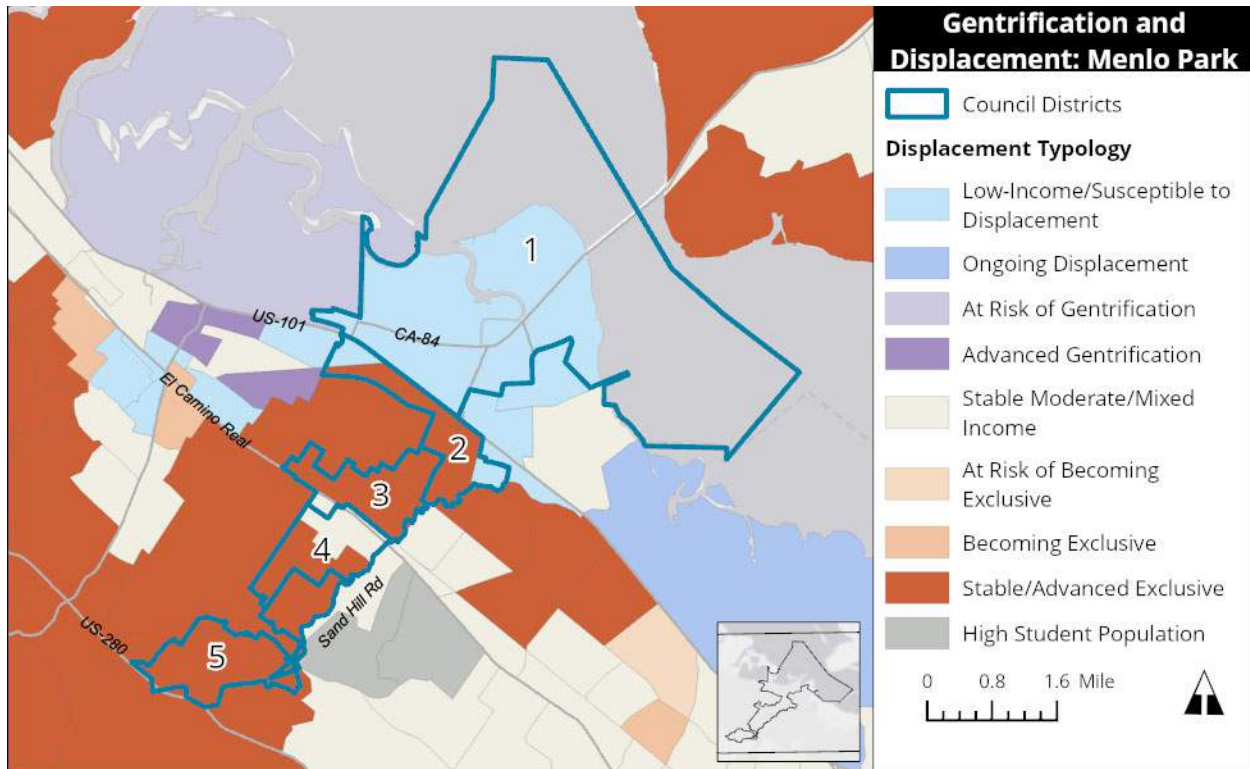 Gentrification and
Displacement: Menlo Park
Council Districts
Displacement Typology
Low-Income/Susceptible to
Displacement
Ongoing Displacement
At Risk of Gentrification
Advanced Gentrification
Stable Moderate/Mixed
Income
At Risk of Becoming
Exclusive
Becoming Exclusive
Stable/Advanced Exclusive
High Student Population
0 0.8 1.6 Mile
1
US-101
CA-84
El Camino Real
2
3
4
Sand Hill Rd
US-280
5